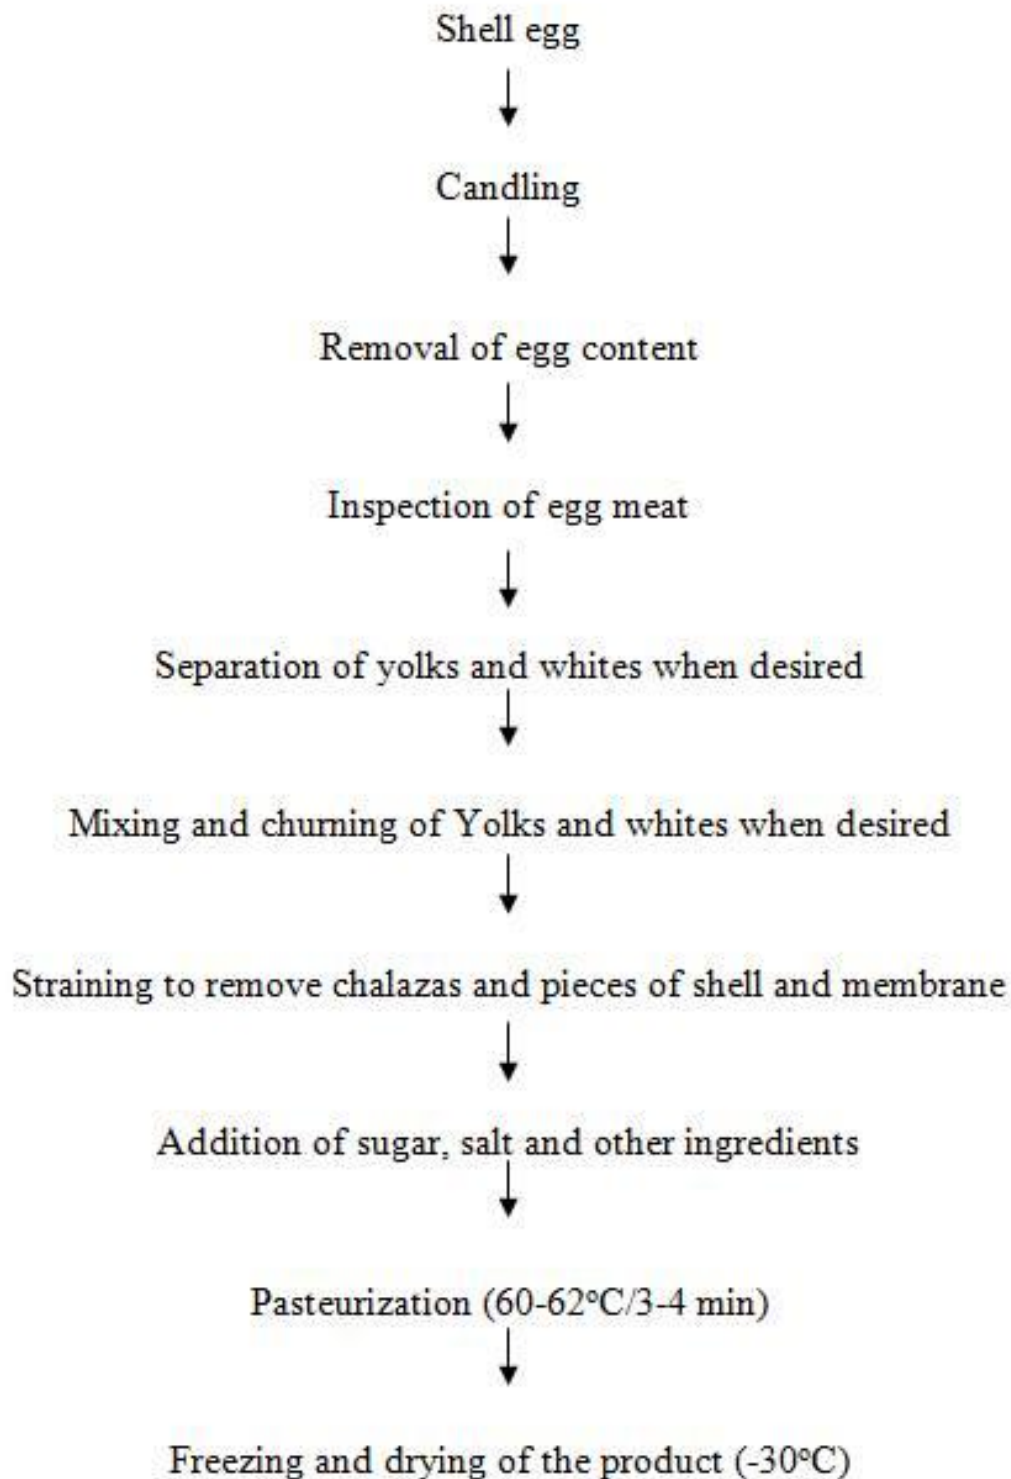 Shell egg
Candling
Removal of egg content
Inspection of egg meat
Separation of yolks and whites when desired
Mixing and churning of Yolks and whites when desired
Straining to remove chalazas and pieces of shell and membrane
Addition of sugar, salt and other ingredients
Pasteurization (60-62°C/3-4 min)
Freezing and drying of the product (-30°C)